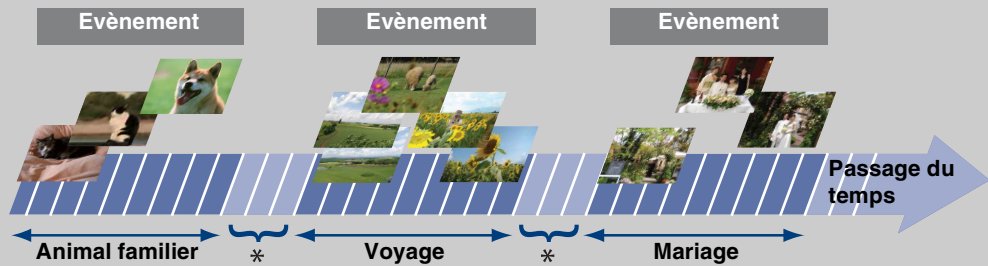 Evènement
Evènement
Evènement
Passage du
temps
Animal familier
*
Voyage
*
Mariage